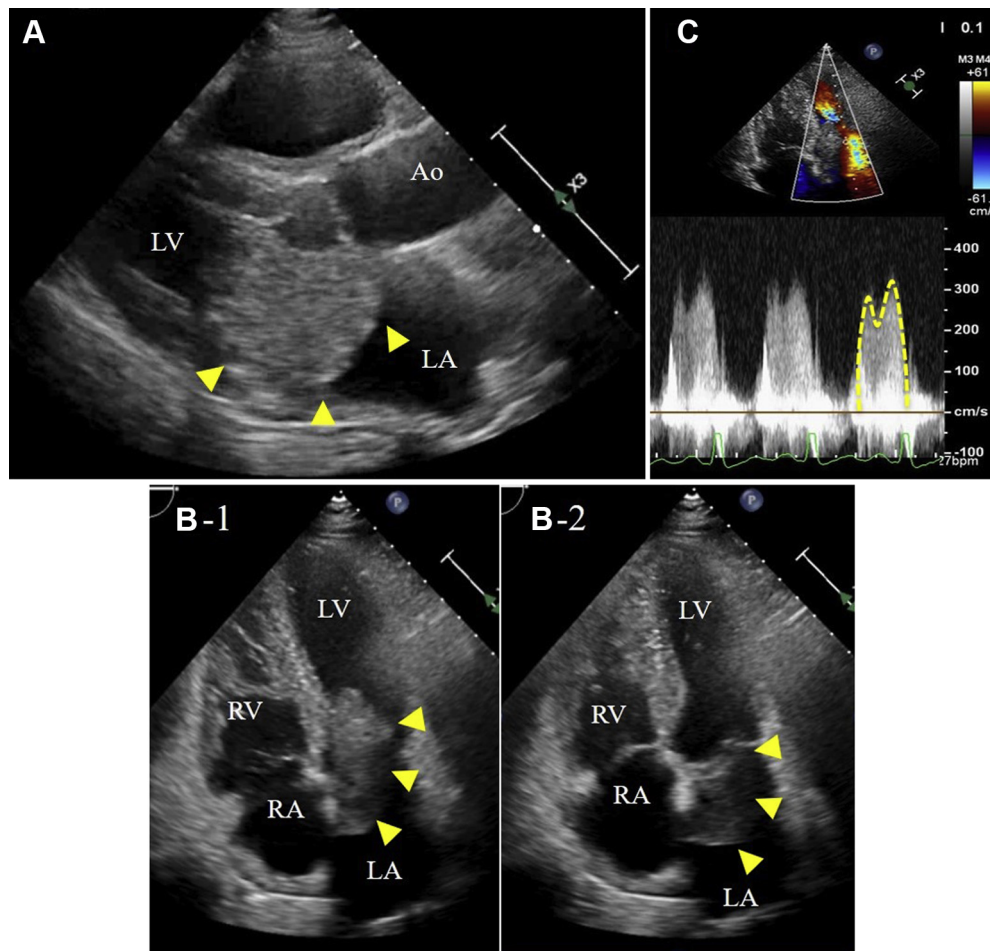 A
Ao
LV
X3
LA
C
0.1
P
X3
M3 M4
+61
-61.
cm/
400
300
200
100
cm/s
-100
27bpm
B-1
P
LV
RV
RA
LA
B-2
P
LV
RV
RA
LA